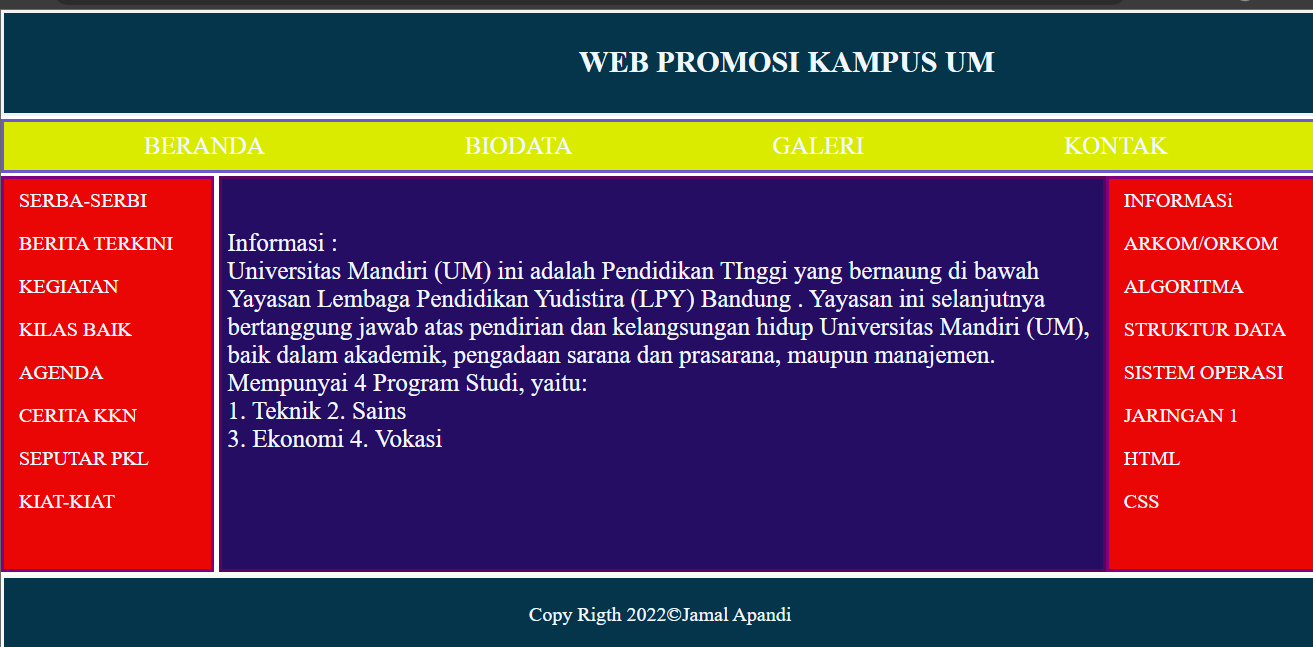 WEB PROMOSI KAMPUS UM
BERANDA BIODATA GALERI KONTAK
SERBA-SERBI
BERITA TERKINI
KEGIATAN
KILAS BAIK
AGENDA
CERITA KKN
SEPUTAR PKL
KIAT-KIAT
Informasi :
Universitas Mandiri (UM) ini adalah Pendidikan TInggi yang bernaung di bawah
Yayasan Lembaga Pendidikan Yudistira (LPY) Bandung . Yayasan ini selanjutnya
bertanggung jawab atas pendirian dan kelangsungan hidup Universitas Mandiri (UM),
baik dalam akademik, pengadaan sarana dan prasarana, maupun manajemen.
Mempunyai 4 Program Studi, yaitu:
1. Teknik 2. Sains
3. Ekonomi 4. Vokasi
INFORMASi
ARKOM/ORKOM
ALGORITMA
STRUKTUR DATA
SISTEM OPERASI
JARINGAN 1
HTML
CSS
Copy Rigth 2022©Jamal Apandi